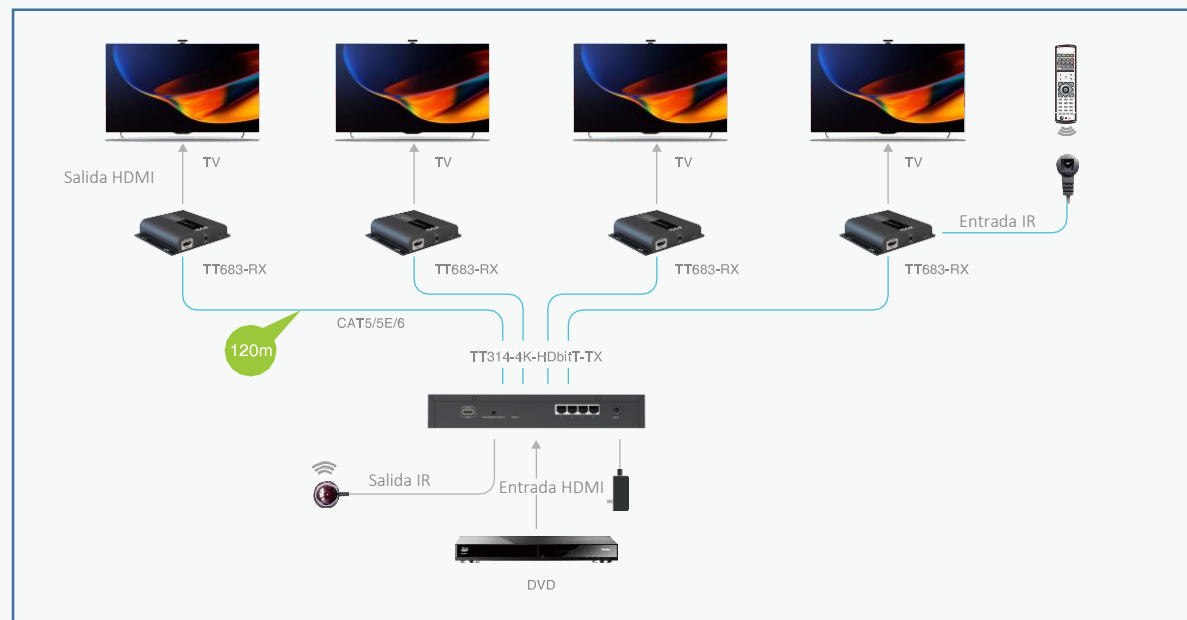 TV
TV
TV
TV
Salida HDMI
Entrada IR
TT683-RX
TT683-RX
TT683-RX
TT683-RX
CAT5/5E/6
120m
TT314-4K-HDbitT-TX
Salida IR
Entrada HDMI
DVD